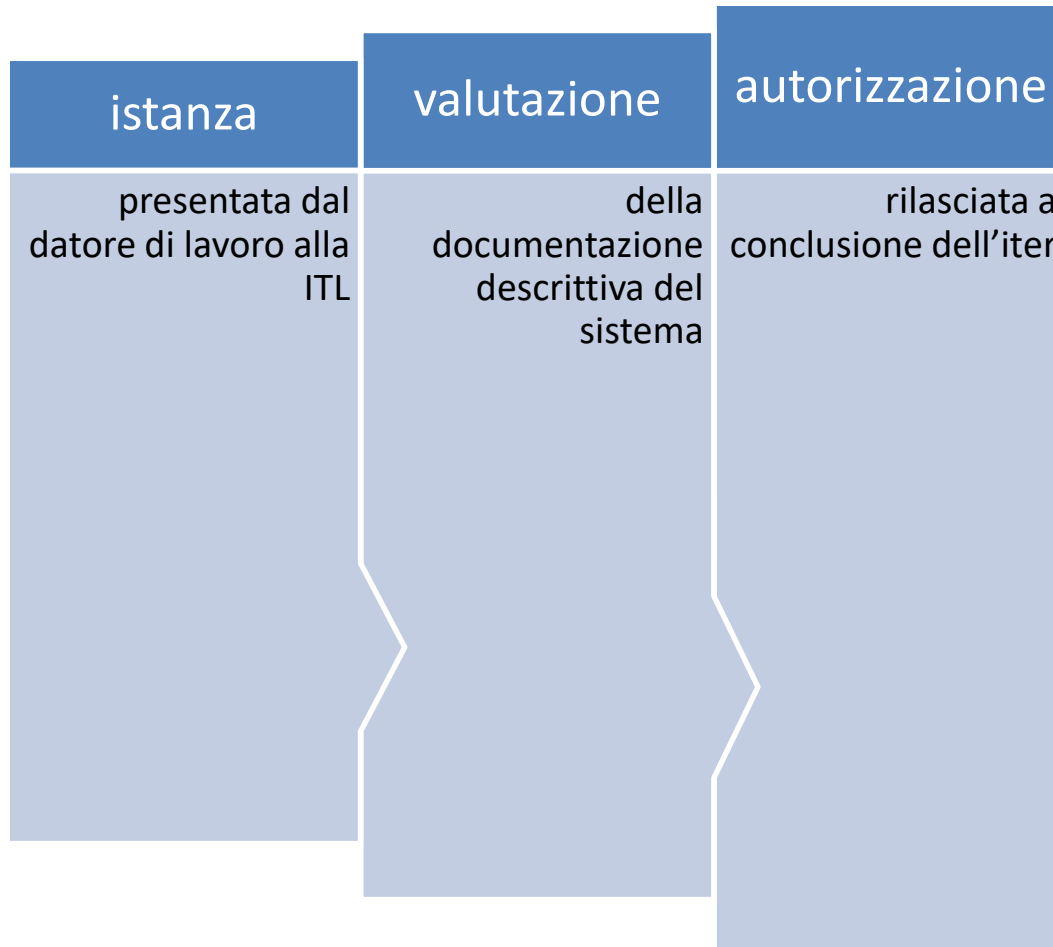 istanza
presentata dal
datore di lavoro alla
ITL
valutazione
della
documentazione
descrittiva del
sistema
autorizzazione
rilasciata a
conclusione dell’iter